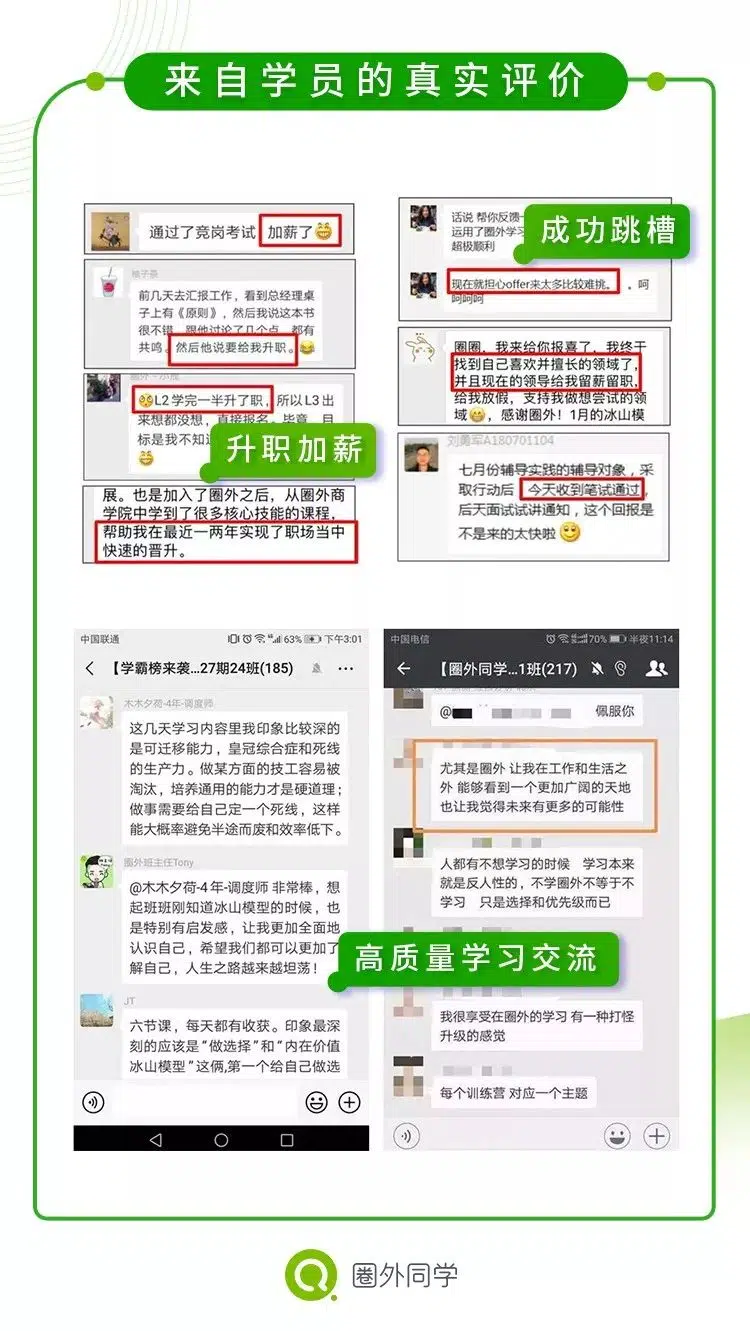 来自学员的真实评价
通过了竞岗考试 加薪了
柚子茶
前几天去汇报工作，看到总经理桌
子上有《原则》，然后我说这本书
很不错，跟他讨论了几个点，都有
共鸣。然后他说要给我升职。
圈外-小班
L2学完一半升了职，所以L3出
来想都没想，直接报名。毕竟，目
标是我不知道
升职加薪
展。也是加入了圈外之后，从圈外商
学院中学到了很多核心技能的课程，
帮助我在最近一两年实现了职场当中
快速的晋升。
话说 帮你反馈一
运用了圈外学习
超极顺利
成功跳槽
现在就担心offer来太多比较难挑。。呵
呵呵呵呵
圈圈，我来给你报喜了，我终于
找到自己喜欢并擅长的领域了，
并且现在的领导给我留薪留职，
给我放假，支持我做想尝试的领
域，感谢圈外！1月的冰山模
刘勇军A180701104
七月份辅导实践的辅导对象，采
取行动后，今天收到笔试通过，
后天面试试讲通知，这个回报是
不是来的太快啦
中国联通 63% 下午3:01
【学霸榜来袭...27期24班(185)
木木夕荷-4年-调度师
这几天学习内容里我印象比较深的
是可迁移能力，皇冠综合症和死线
的生产力。做某方面的技工容易被
淘汰，培养通用的能力才是硬道理；
做事需要给自己定一个死线，这样
能大概率避免半途而废和效率低下。
圈外班主任Tony
@木木夕荷-4年-调度师 非常棒，想
起班班刚知道冰山模型的时候，也
是特别有启发感，让我更加全面地
认识自己，希望我们都可以更加了
解自己，人生之路越来越坦荡！
JT
六节课，每天都有收获。印象最深
刻的应该是“做选择”和“内在价值
冰山模型”这俩,第一个给自己做选
中国电信 70% 半夜11:14
【圈外同学...1班(217)
@ 佩服你
尤其是圈外 让我在工作和生活之
外 能够看到一个更加广阔的天地
也让我觉得未来有更多的可能性
人都有不想学习的时候 学习本来
就是反人性的，不学圈外不等于不
学习 只是选择和优先级而已
高质量学习交流
我很享受在圈外的学习 有一种打怪
升级的感觉
每个训练营 对应一个主题
圈外同学